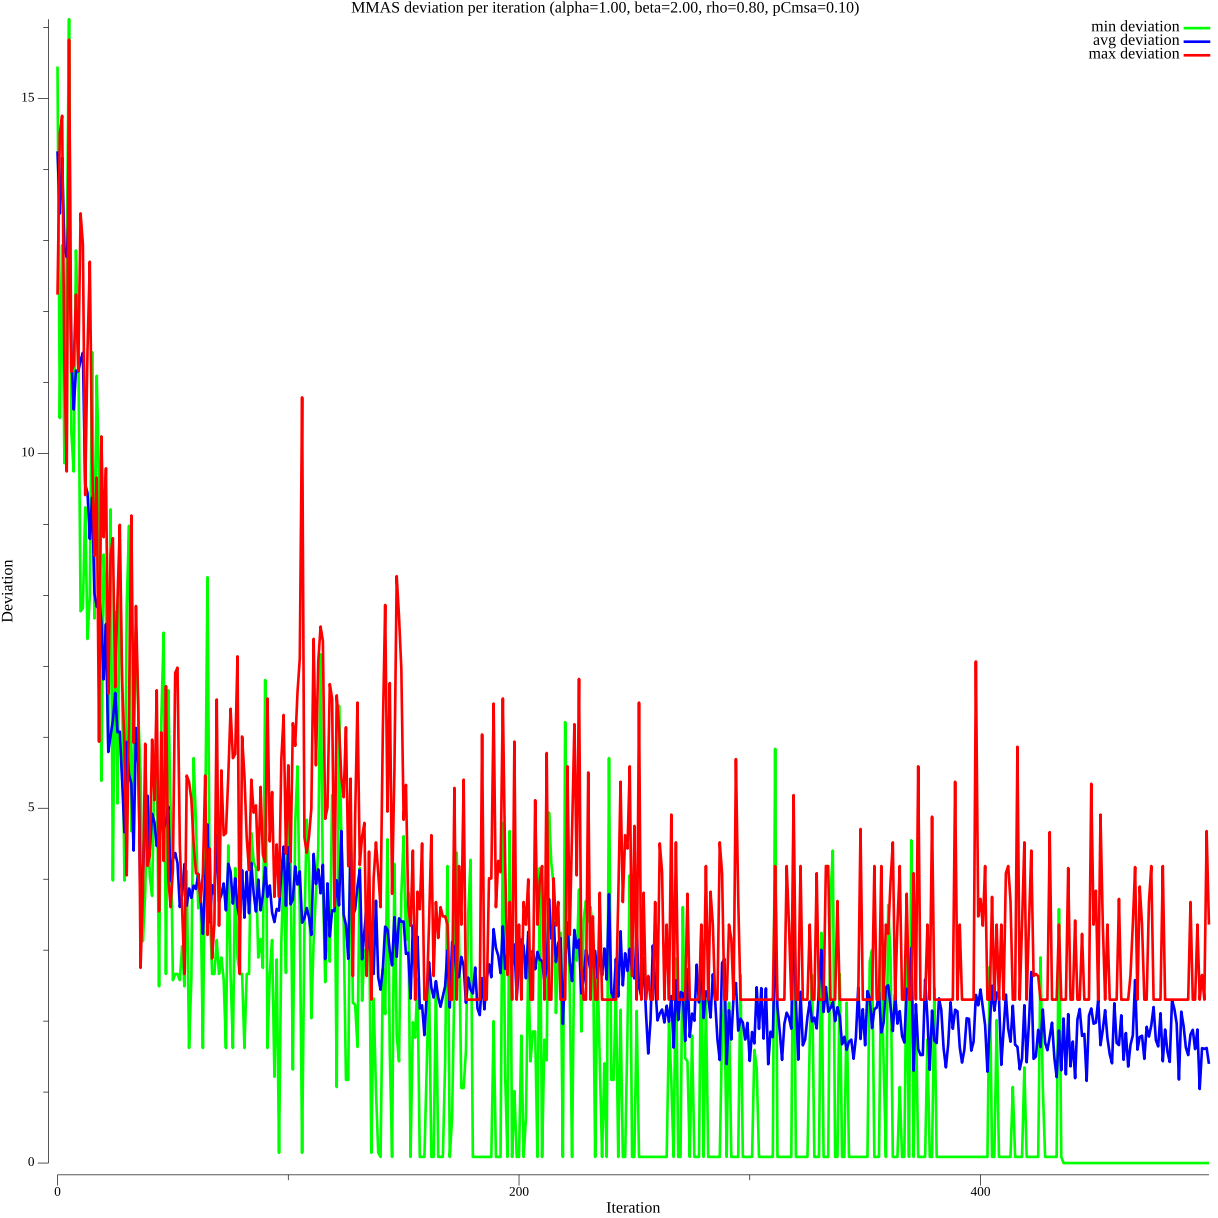 MMAS deviation per iteration (alpha=1.00, beta=2.00, rho=0.80, pCmsa=0.10)
min deviation
avg deviation
max deviation
15
10
5
0
Deviation
0
200
400
Iteration